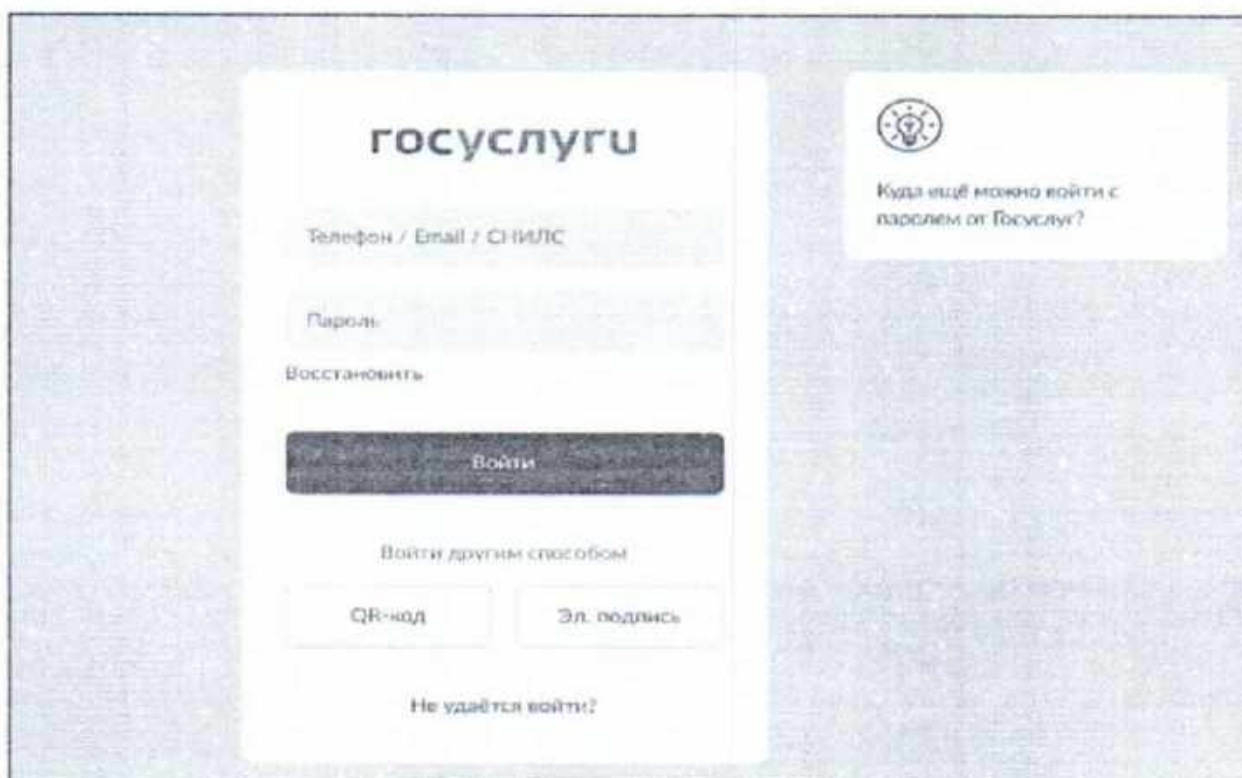 госуслуги
Телефон / Email / СНИЛС
Пароль
Восстановить
Войти
Войти другим способом
QR-код
Эл. подпись
Не удаётся войти?
Куда ещё можно войти с
паролем от Госуслуг?